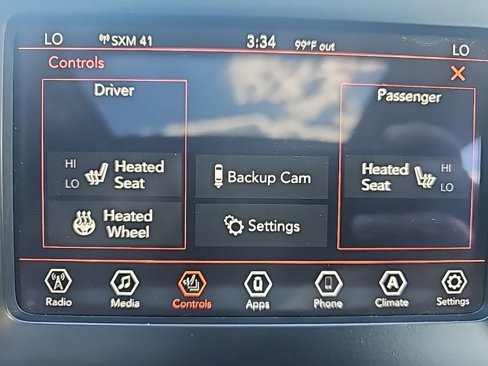 LO SXM 41 3:34 99°F out LO
Controls
Driver Passenger
HI
LO
Heated
Seat
Backup Cam
Heated
Seat
HI
LO
Heated
Wheel
Settings
Radio Media Controls Apps Phone Climate Settings